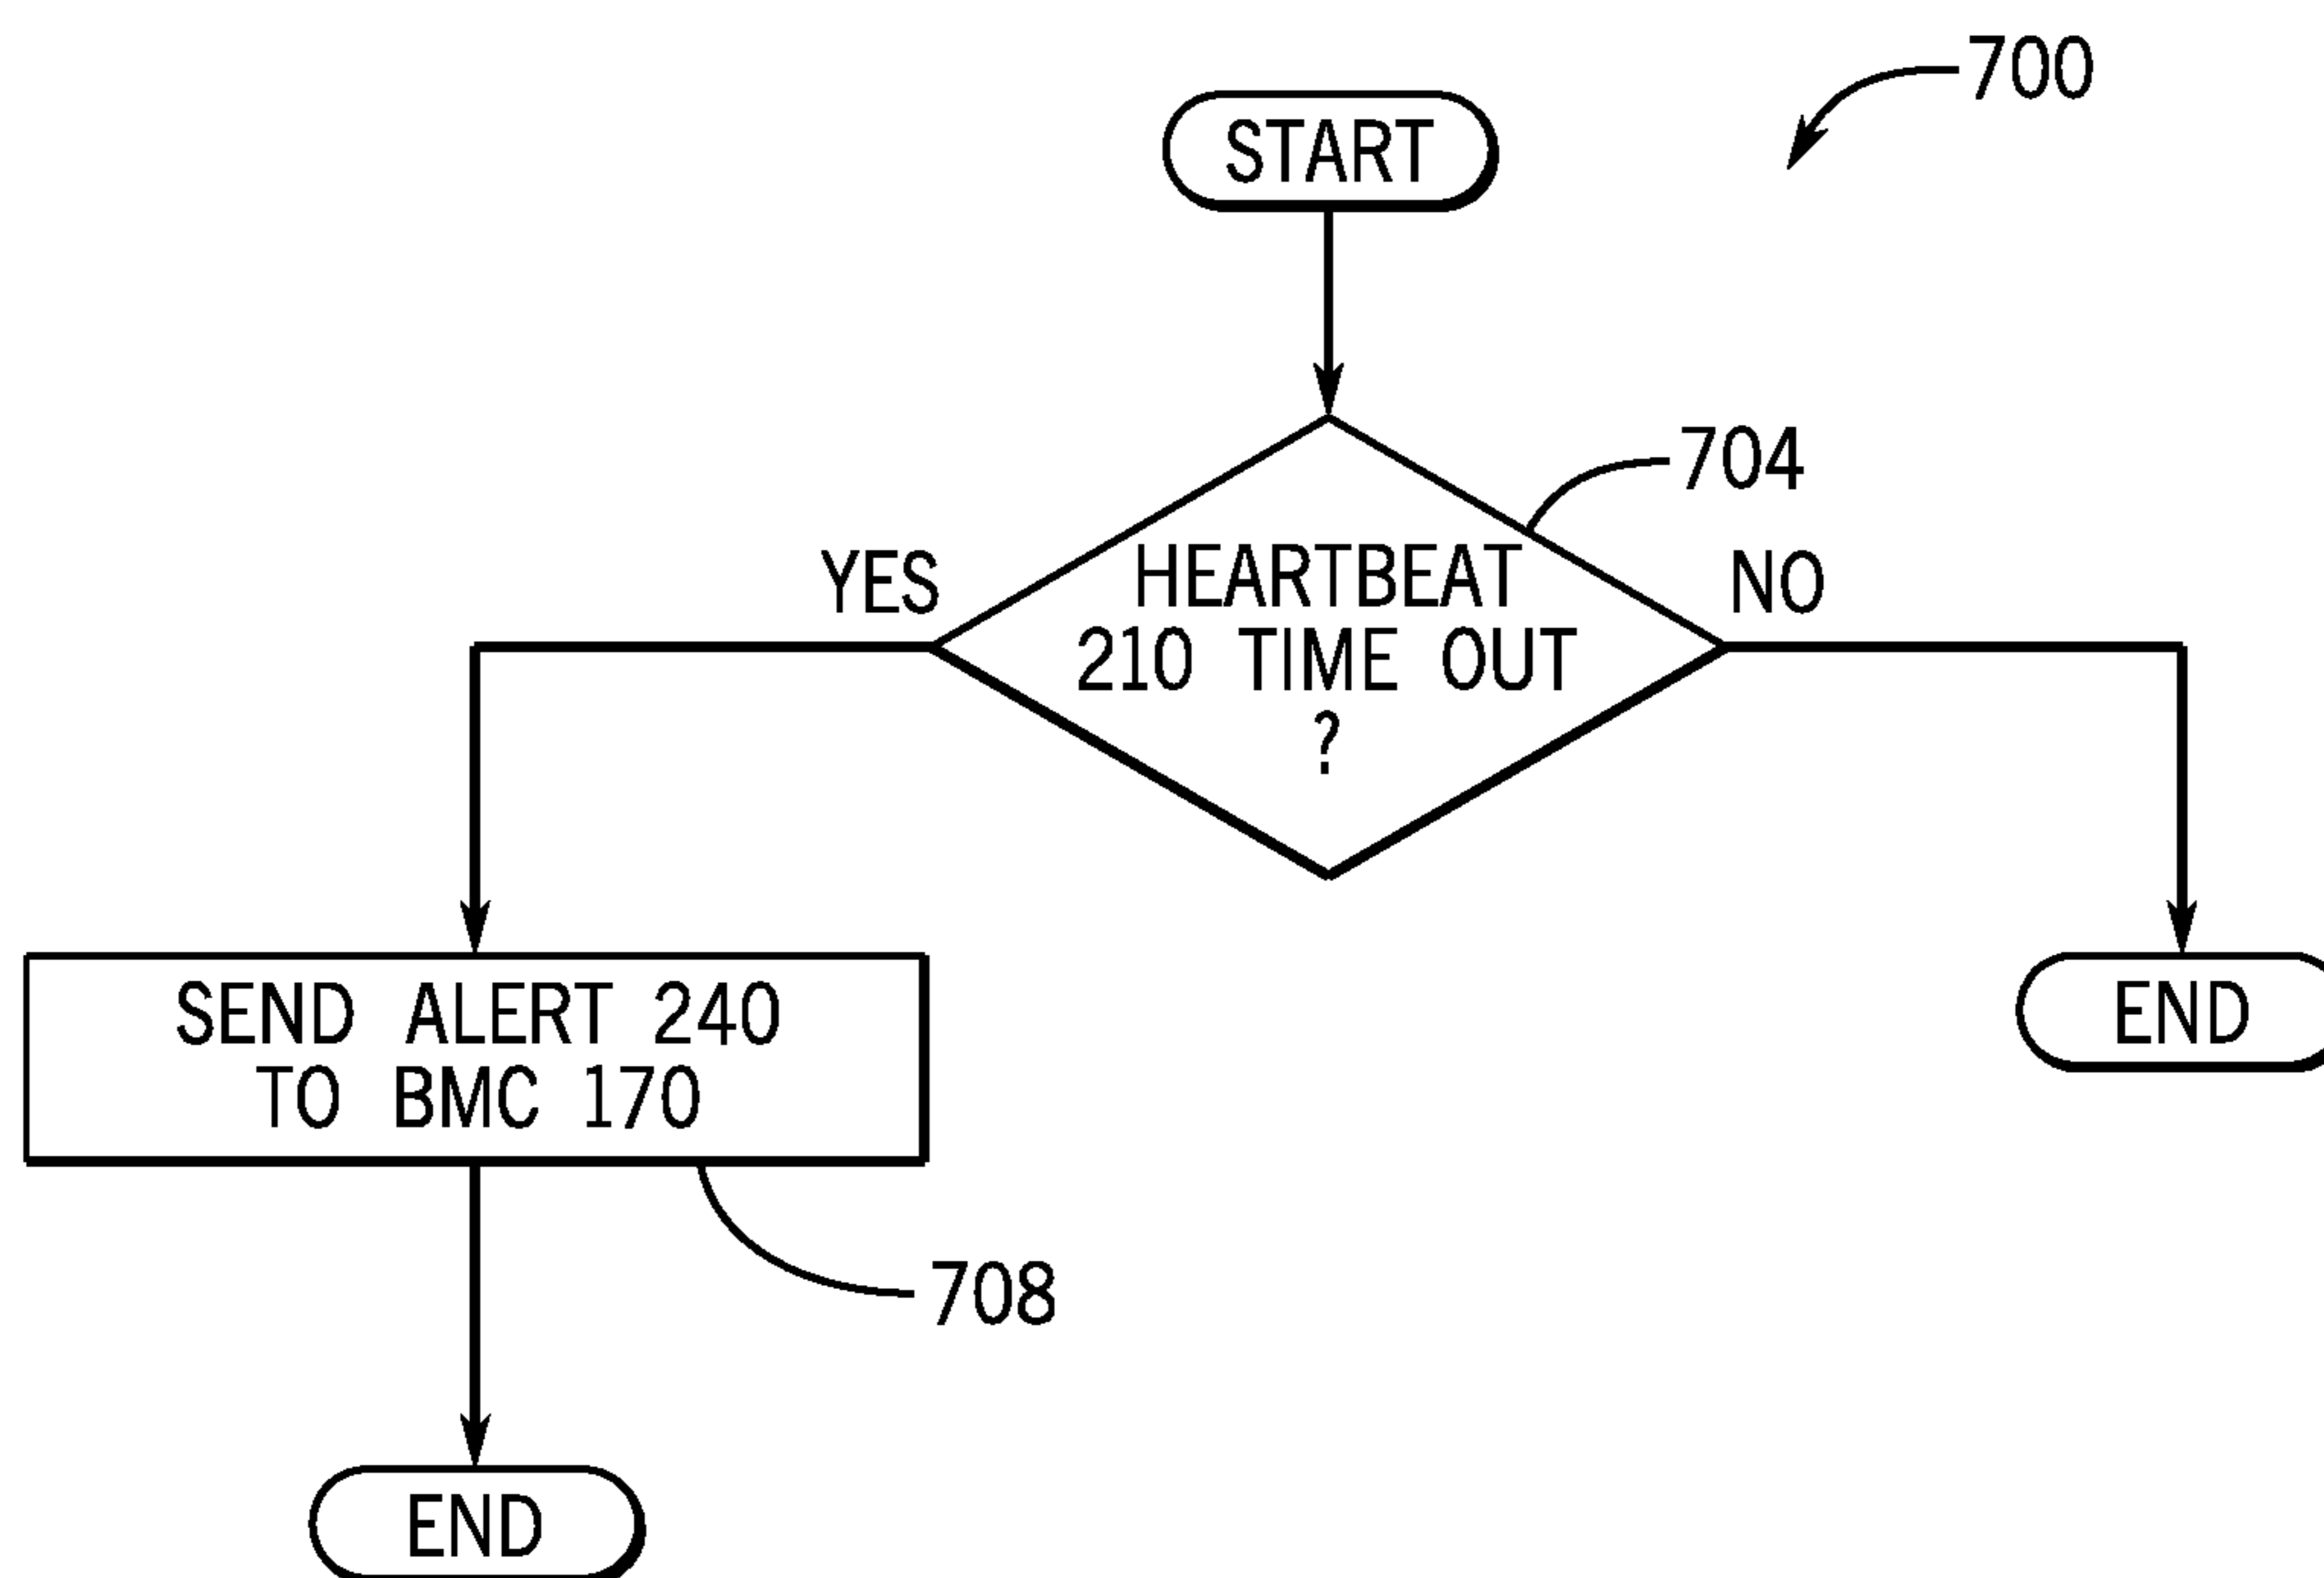 700
START
704
YES
HEARTBEAT
NO
210 TIME OUT
?
SEND ALERT 240
TO BMC 170
END
708
END